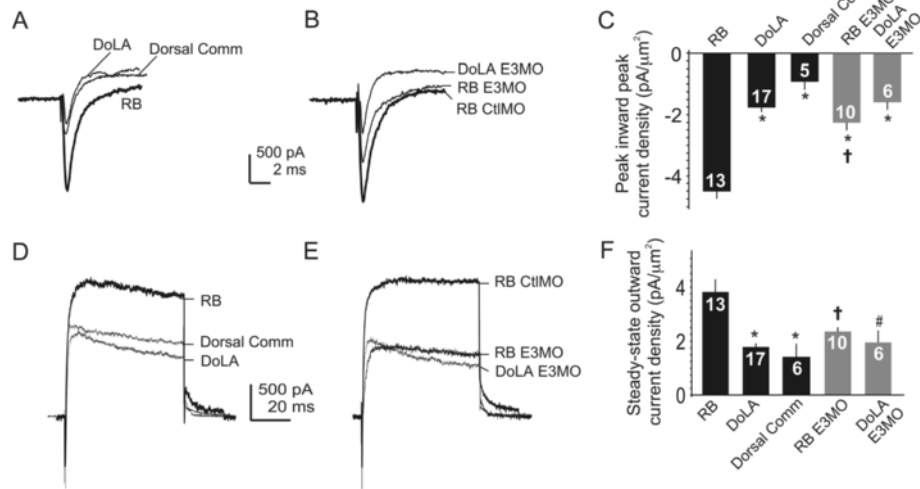 A
DoLA
Dorsal Comm
RB
500 pA
2 ms
B
DoLA E3MO
RB E3MO
RB CtlMO
C
RB
DoLA
RB E3MO
DoLA
E3MO
Peak inward peak
current density (pA/μm²)
0
-2
-4
13
17
*
5
*
10
*
†
6
*
D
RB
Dorsal Comm
DoLA
500 pA
20 ms
E
RB CtlMO
RB E3MO
DoLA E3MO
F
Steady-state outward
current density (pA/μm²)
4
2
0
13
*
17
*
6
†
10
#
6
RB
DoLA
Dorsal Comm
RB E3MO
DoLA
E3MO